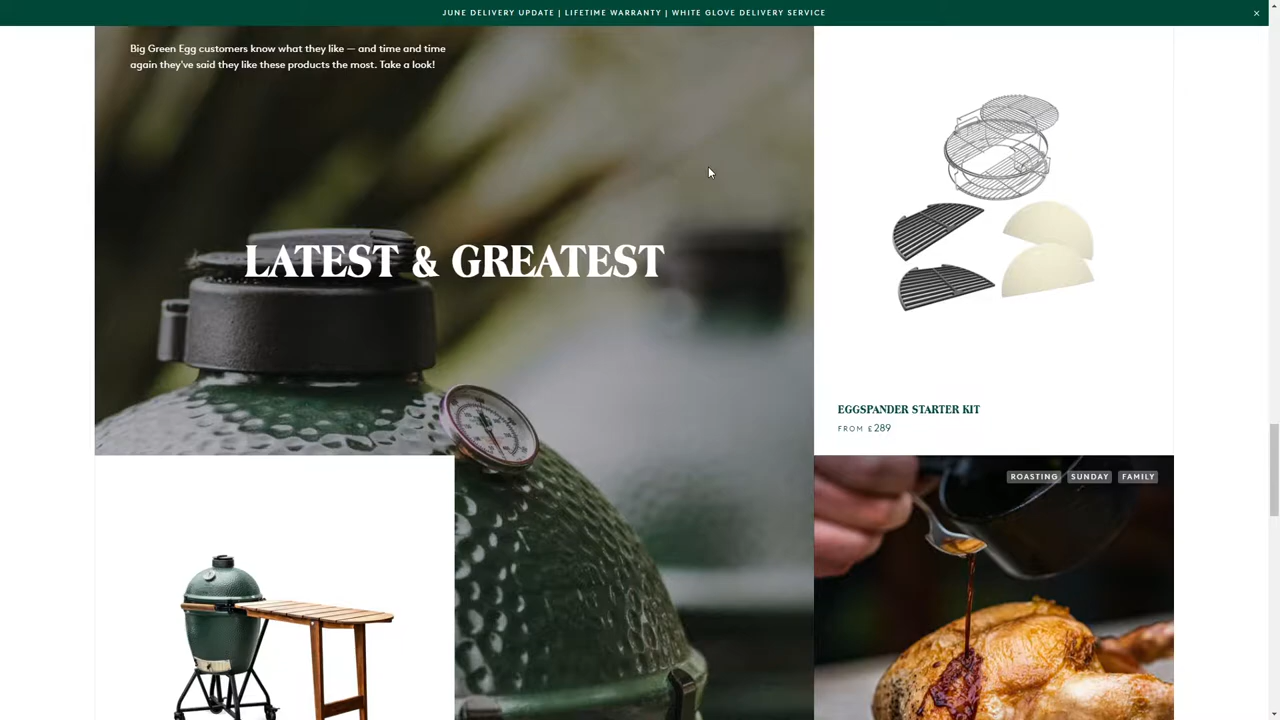 JUNE DELIVERY UPDATE | LIFETIME WARRANTY | WHITE GLOVE DELIVERY SERVICE
Big Green Egg customers know what they like — and time and time
again they've said they like these products the most. Take a look!
LATEST & GREATEST
EGGSPANDER STARTER KIT
FROM £289
ROASTING SUNDAY FAMILY